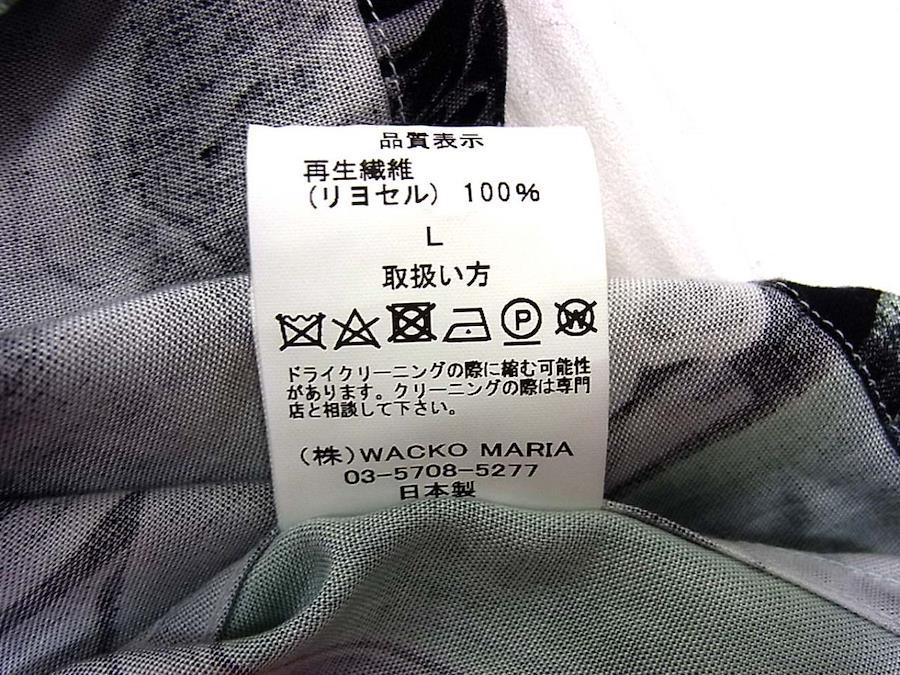 品質表示
再生繊維
(リヨセル) 100%
L
取扱い方
P W
ドライクリーニングの際に縮む可能性
があります。クリーニングの際は専門
店と相談して下さい。
(株)WACKO MARIA
03-5708-5277
日本製